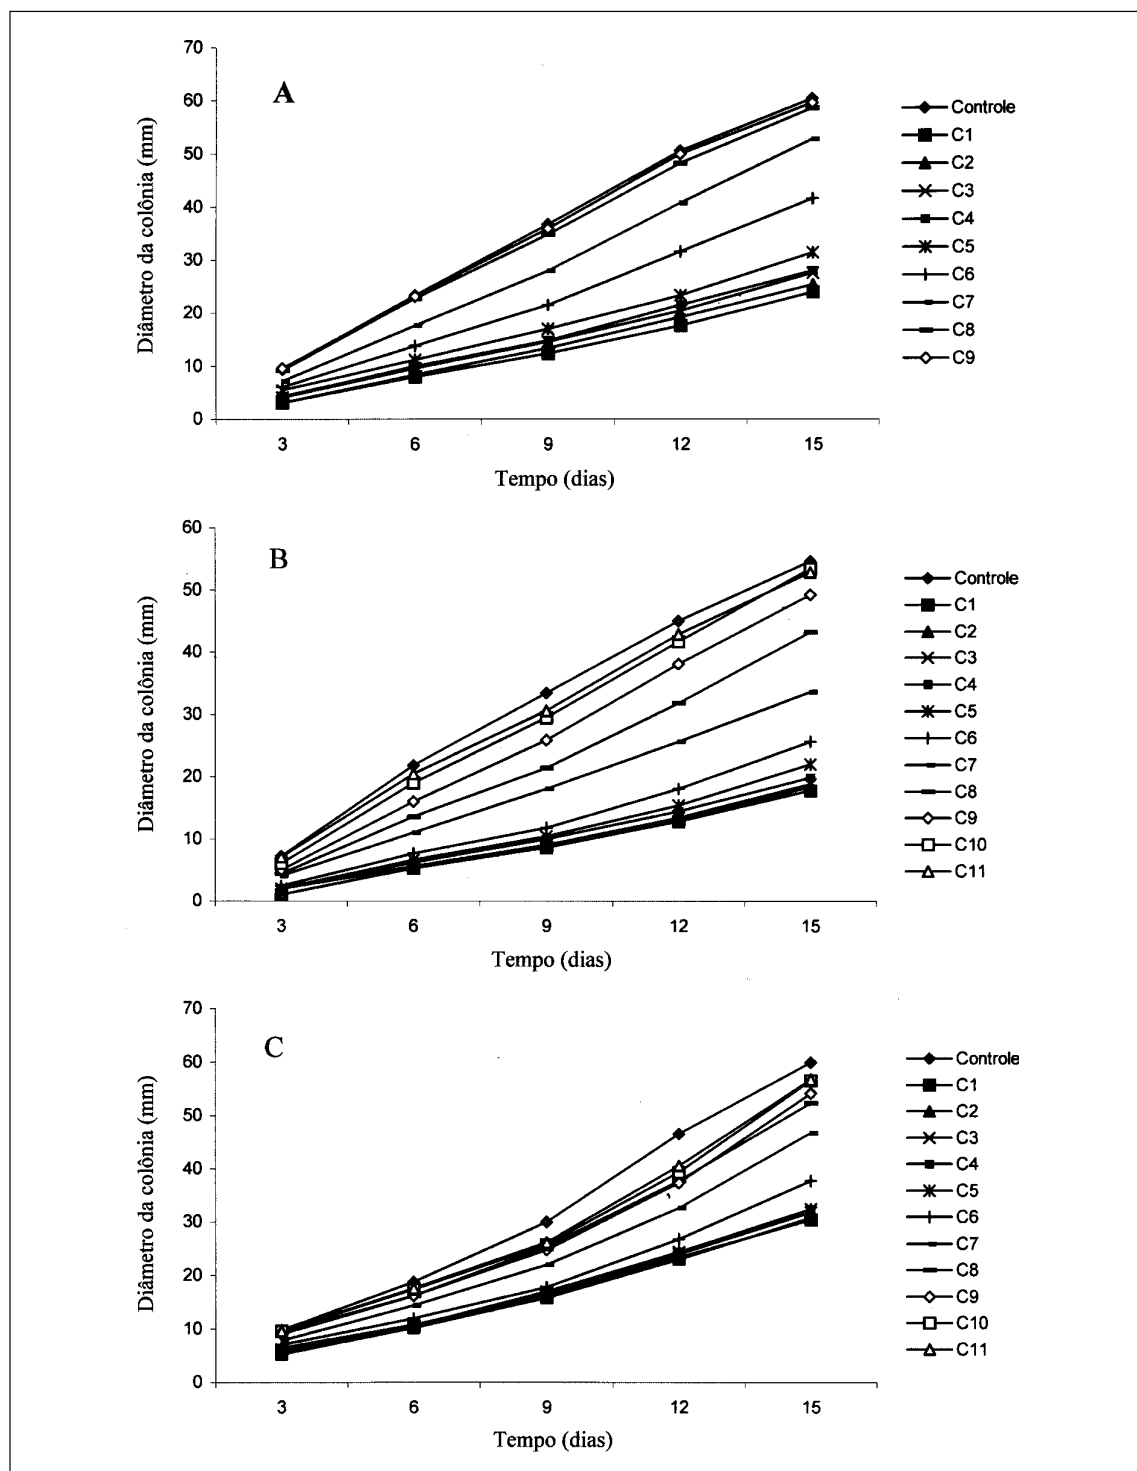 A
Diâmetro da colônia (mm)
70
60
50
40
30
20
10
0
3 6 9 12 15
Tempo (dias)
Controle
C1
C2
C3
C4
C5
C6
C7
C8
C9
B
Diâmetro da colônia (mm)
60
50
40
30
20
10
0
3 6 9 12 15
Tempo (dias)
Controle
C1
C2
C3
C4
C5
C6
C7
C8
C9
C10
C11
C
Diâmetro da colônia (mm)
70
60
50
40
30
20
10
0
3 6 9 12 15
Tempo (dias)
Controle
C1
C2
C3
C4
C5
C6
C7
C8
C9
C10
C11